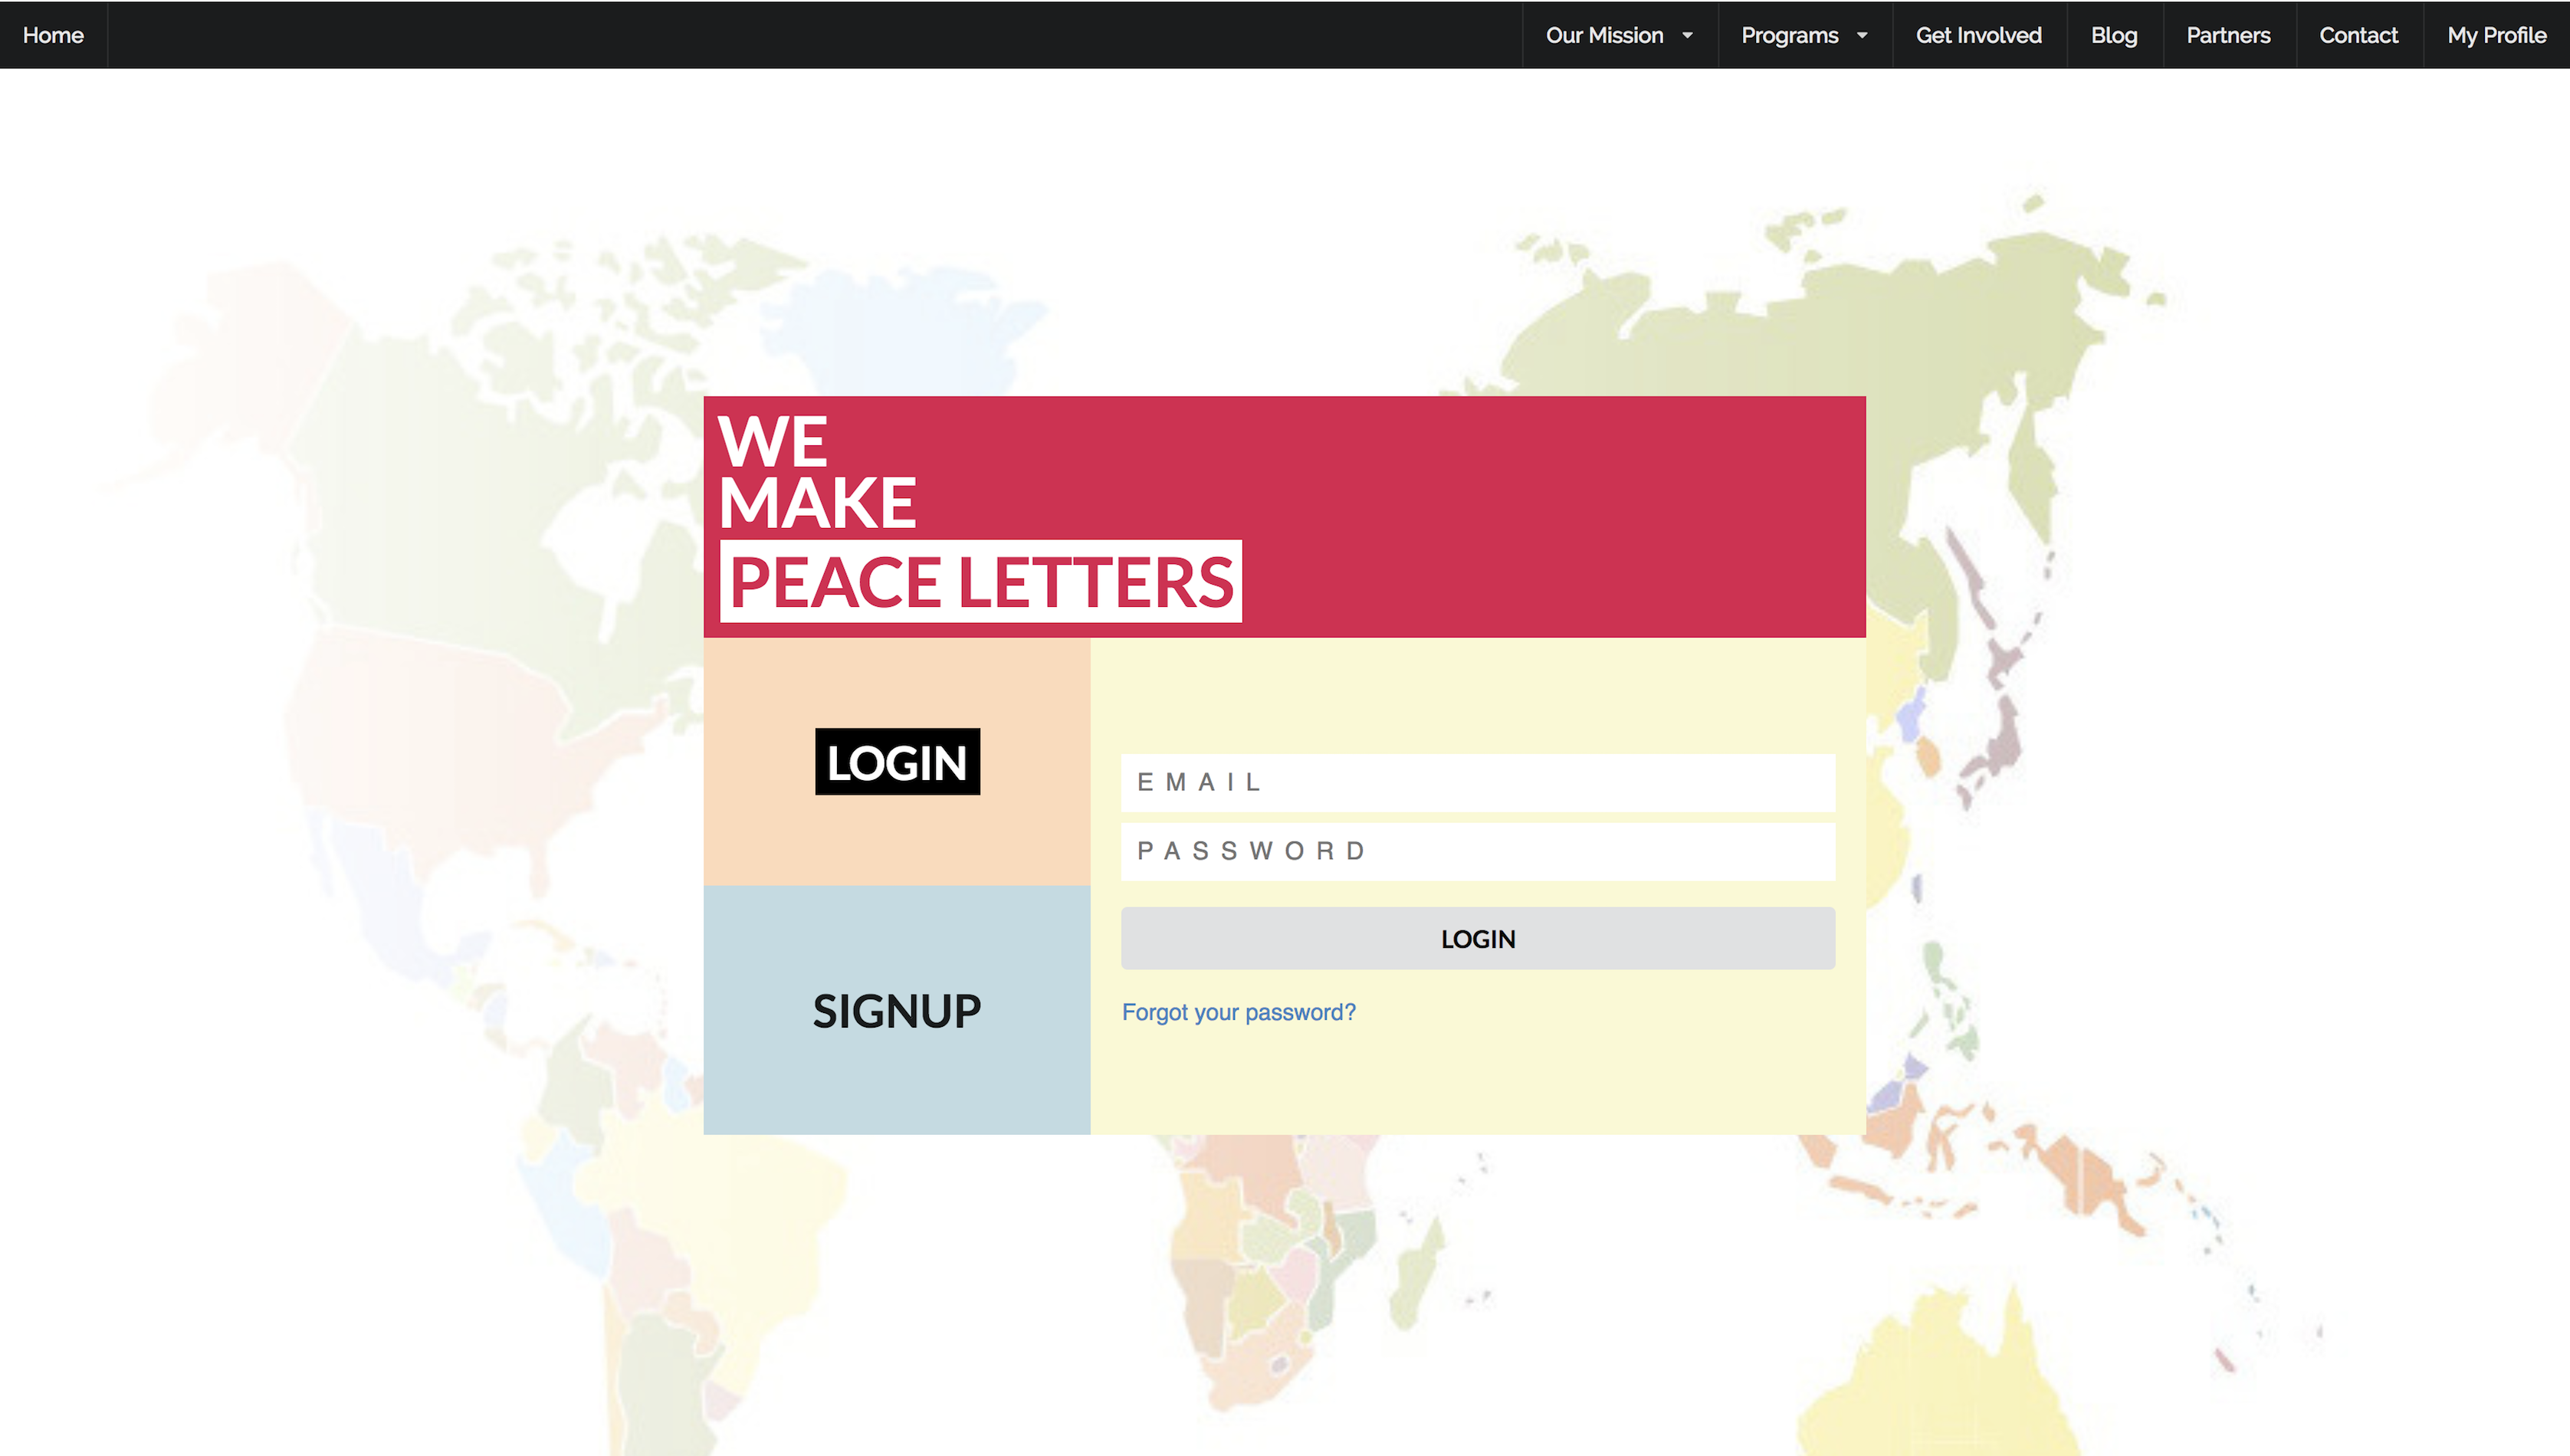 Home
Our Mission
Programs
Get Involved
Blog
Partners
Contact
My Profile
WE
MAKE
PEACE LETTERS
LOGIN
SIGNUP
EMAIL
PASSWORD
LOGIN
Forgot your password?